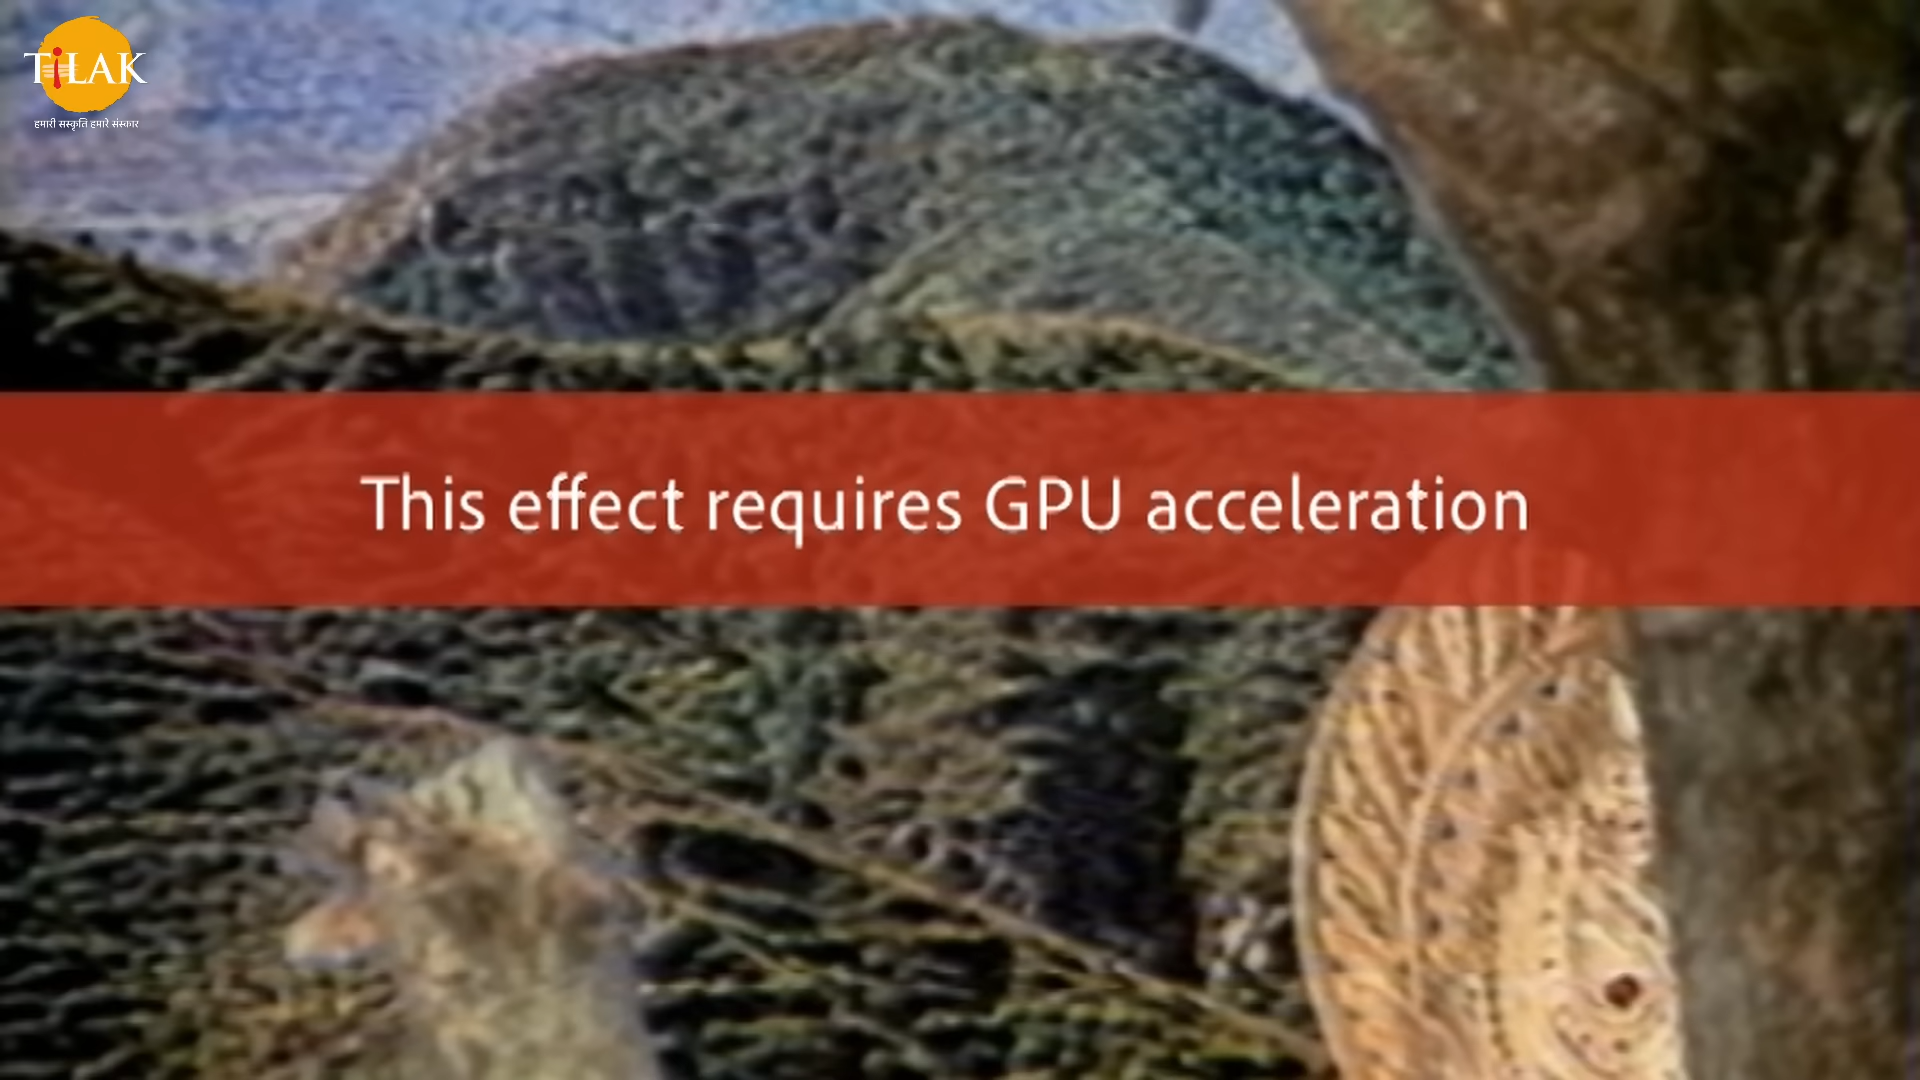 TiLAK
हमारी संस्कृति हमारे संस्कार
This effect requires GPU acceleration